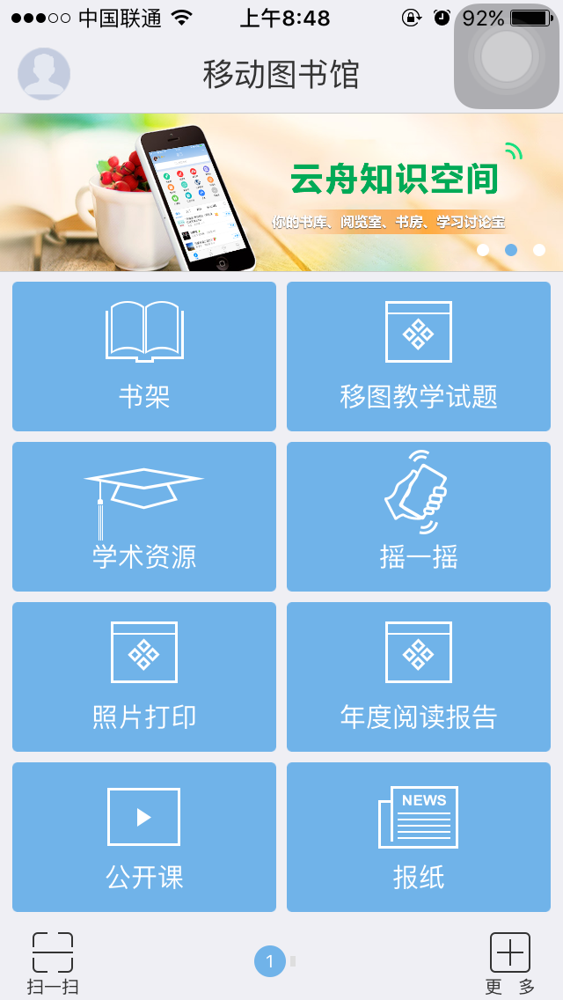 中国联通
上午8:48
92%
移动图书馆
云舟知识空间
你的书库、阅览室、书房、学习讨论宝
书架
移图教学试题
学术资源
摇一摇
照片打印
年度阅读报告
NEWS
公开课
报纸
1
扫一扫
更 多